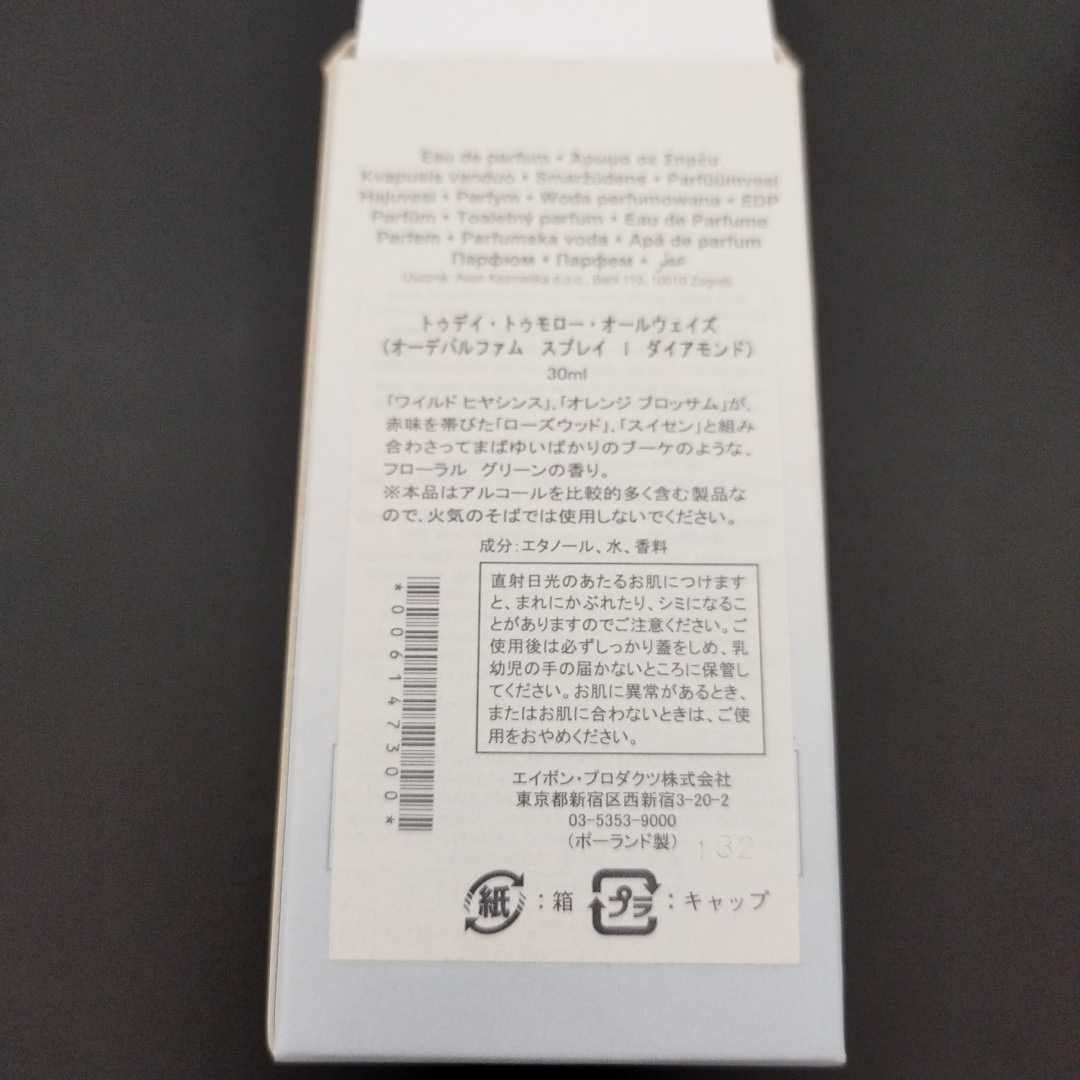 Eau de parfum • Άρωμα σε Σπρέυ
Kvapusis vanduo • Smaržūdens • Parfüümvesi
Hajuvesi • Parfym • Woda perfumowana • EDP
Parfüm • Toaletný parfum • Eau de Parfume
Parfem • Parfumska voda • Apă de parfum
Парфюм • Парфем • عطر
10010 Zagreb
トゥデイ・トゥモロー・オールウェイズ
(オーデパルファム スプレイ I ダイアモンド)
30ml
「ワイルド ヒヤシンス」、「オレンジ ブロッサム」が、
赤味を帯びた「ローズウッド」、「スイセン」と組み
合わさってまばゆいばかりのブーケのような、
フローラル グリーンの香り。
※本品はアルコールを比較的多く含む製品な
ので、火気のそばでは使用しないでください。
成分:エタノール、水、香料
直射日光のあたるお肌につけます
と、まれにかぶれたり、シミになるこ
とがありますのでご注意ください。ご
使用後は必ずしっかり蓋をしめ、乳
幼児の手の届かないところに保管し
てください。お肌に異常があるとき、
またはお肌に合わないときは、ご使
用をおやめください。
*006147300*
エイボン・プロダクツ株式会社
東京都新宿区西新宿3-20-2
03-5353-9000
(ポーランド製)
132
紙:箱 プラ:キャップ